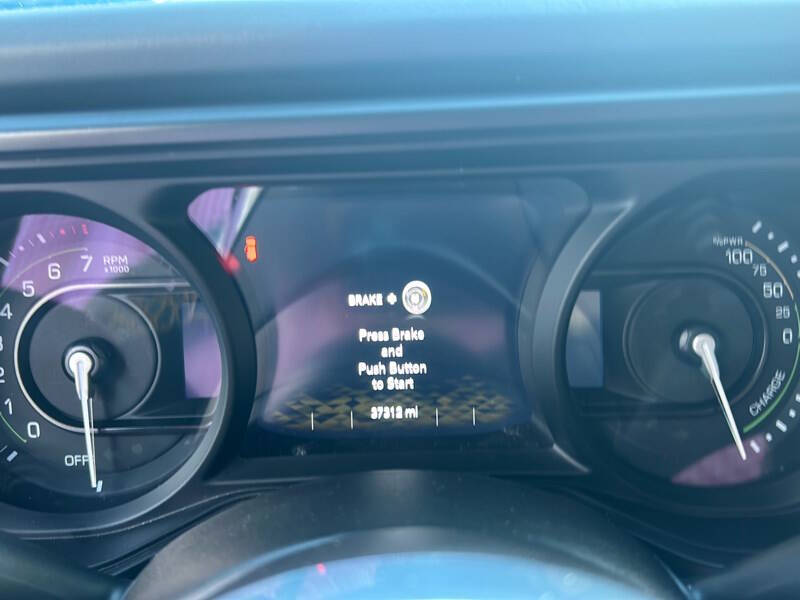 7 RPM
x1000
6
5
4
3
2
1
0
OFF
BRAKE +
Press Brake
and
Push Button
to Start
37312 mi
%PWR
100
75
50
25
0
CHARGE